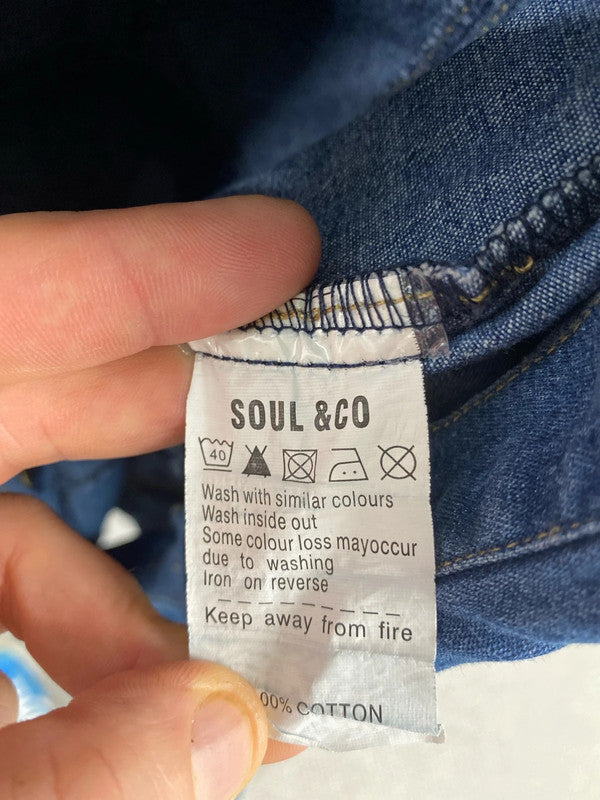 SOUL &CO
40
Wash with similar colours
Wash inside out
Some colour loss mayoccur
due to washing
Iron on reverse
Keep away from fire
00% COTTON